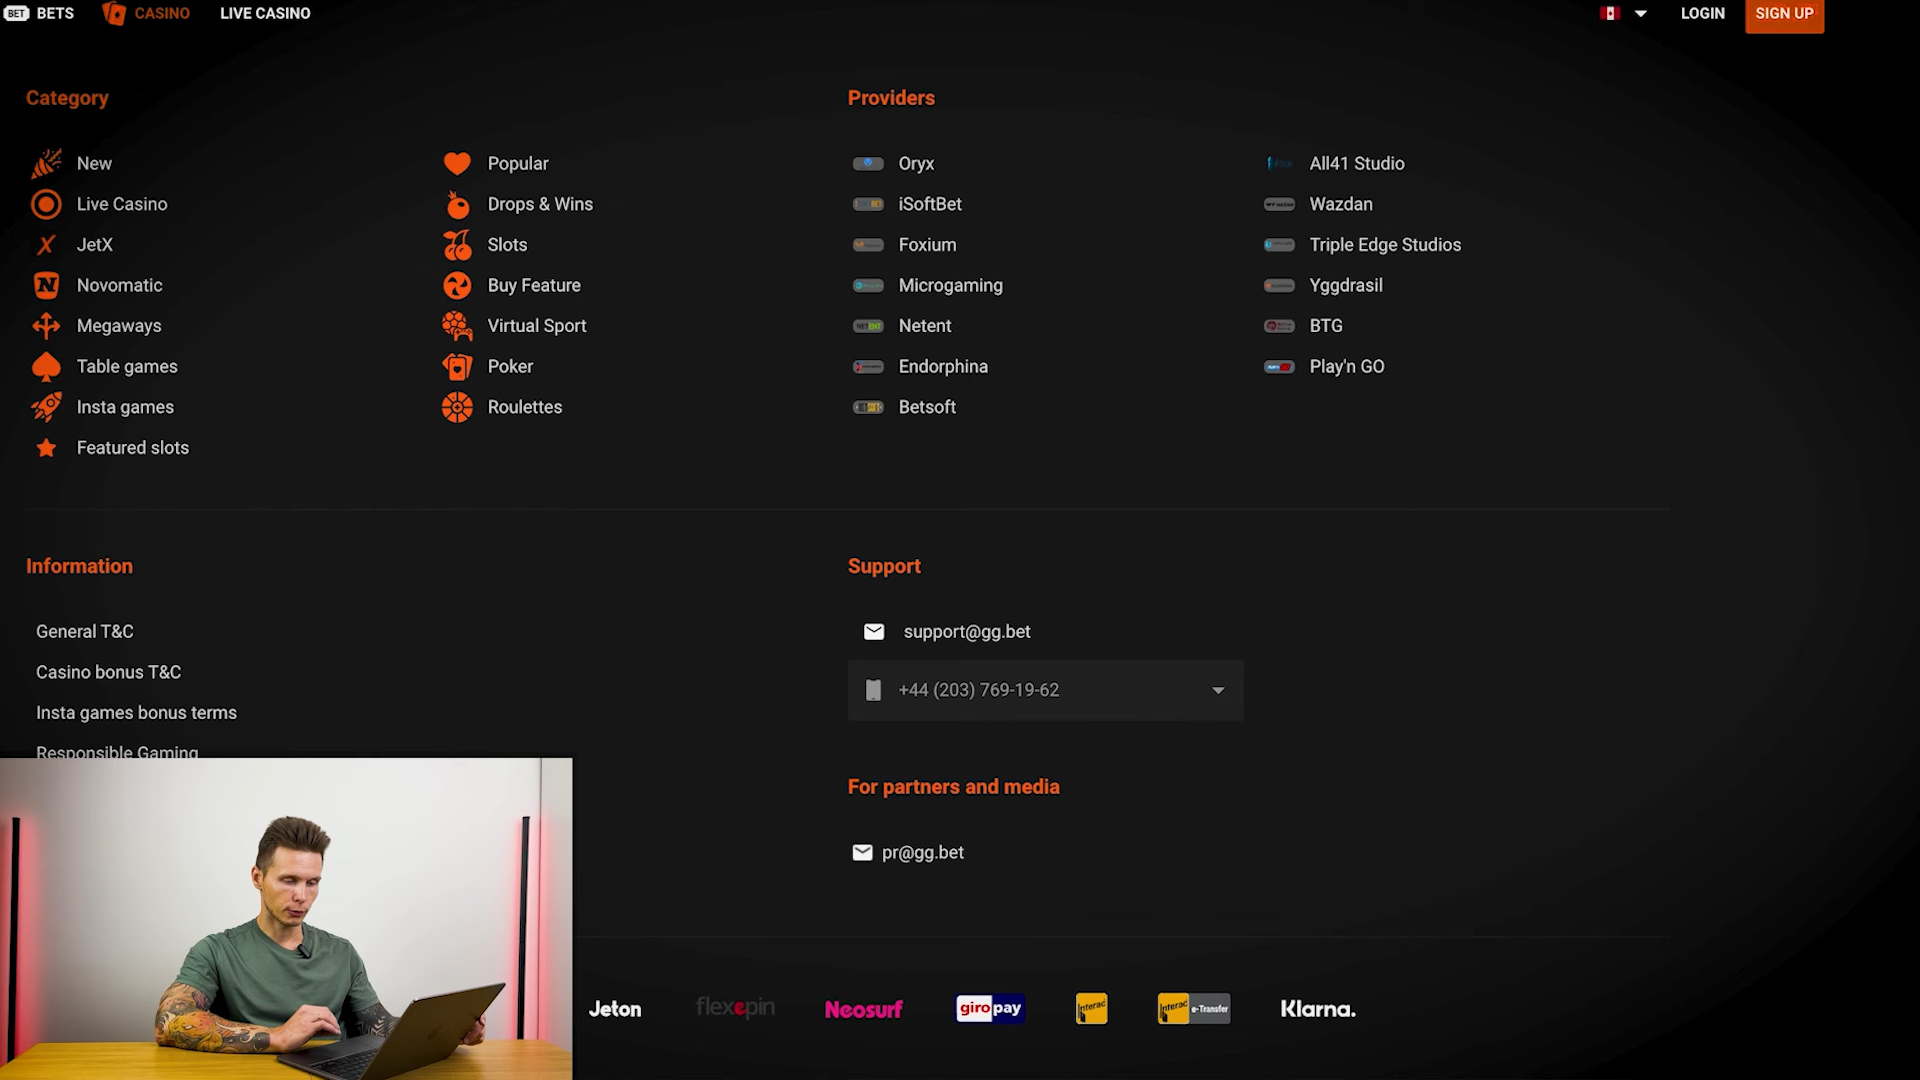 BET BETS CASINO LIVE CASINO LOGIN SIGN UP
Category
New
Live Casino
JetX
Novomatic
Megaways
Table games
Insta games
Featured slots
Popular
Drops & Wins
Slots
Buy Feature
Virtual Sport
Poker
Roulettes
Providers
Oryx
iSoftBet
Foxium
Microgaming
NETENT Netent
Endorphina
Betsoft
All41 Studio
Wazdan
Triple Edge Studios
Yggdrasil
BTG
Play'n GO
Information
General T&C
Casino bonus T&C
Insta games bonus terms
Responsible Gaming
Support
support@gg.bet
+44 (203) 769-19-62
For partners and media
pr@gg.bet
Jeton flexepin Neosurf giropay Interac Interac e-Transfer Klarna.